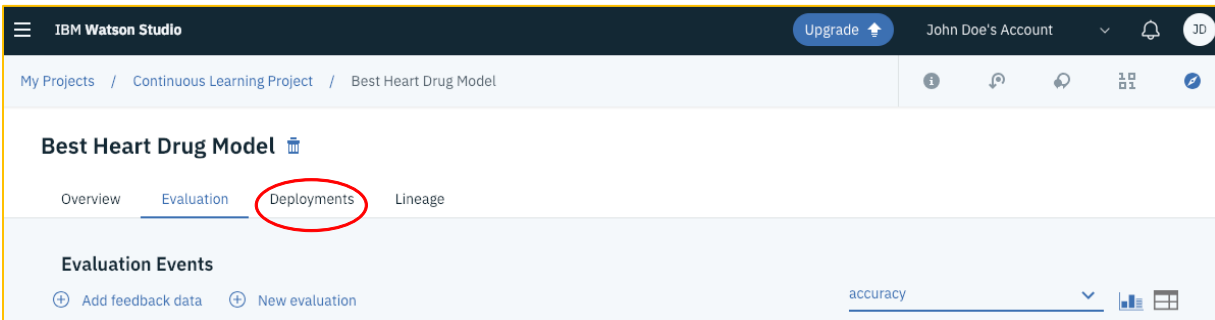 IBM Watson Studio Upgrade John Doe's Account JD
My Projects / Continuous Learning Project / Best Heart Drug Model
Best Heart Drug Model
Overview Evaluation Deployments Lineage
Evaluation Events
Add feedback data New evaluation accuracy